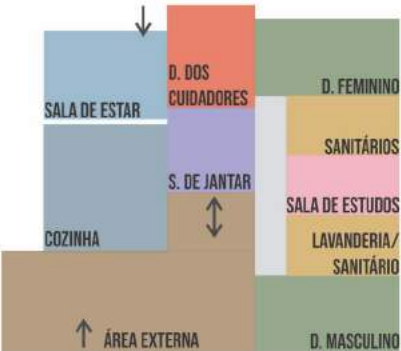 D. DOS
CUIDADORES
D. FEMININO
SALA DE ESTAR
SANITÁRIOS
S. DE JANTAR
SALA DE ESTUDOS
COZINHA
LAVANDERIA/
SANITÁRIO
ÁREA EXTERNA
D. MASCULINO